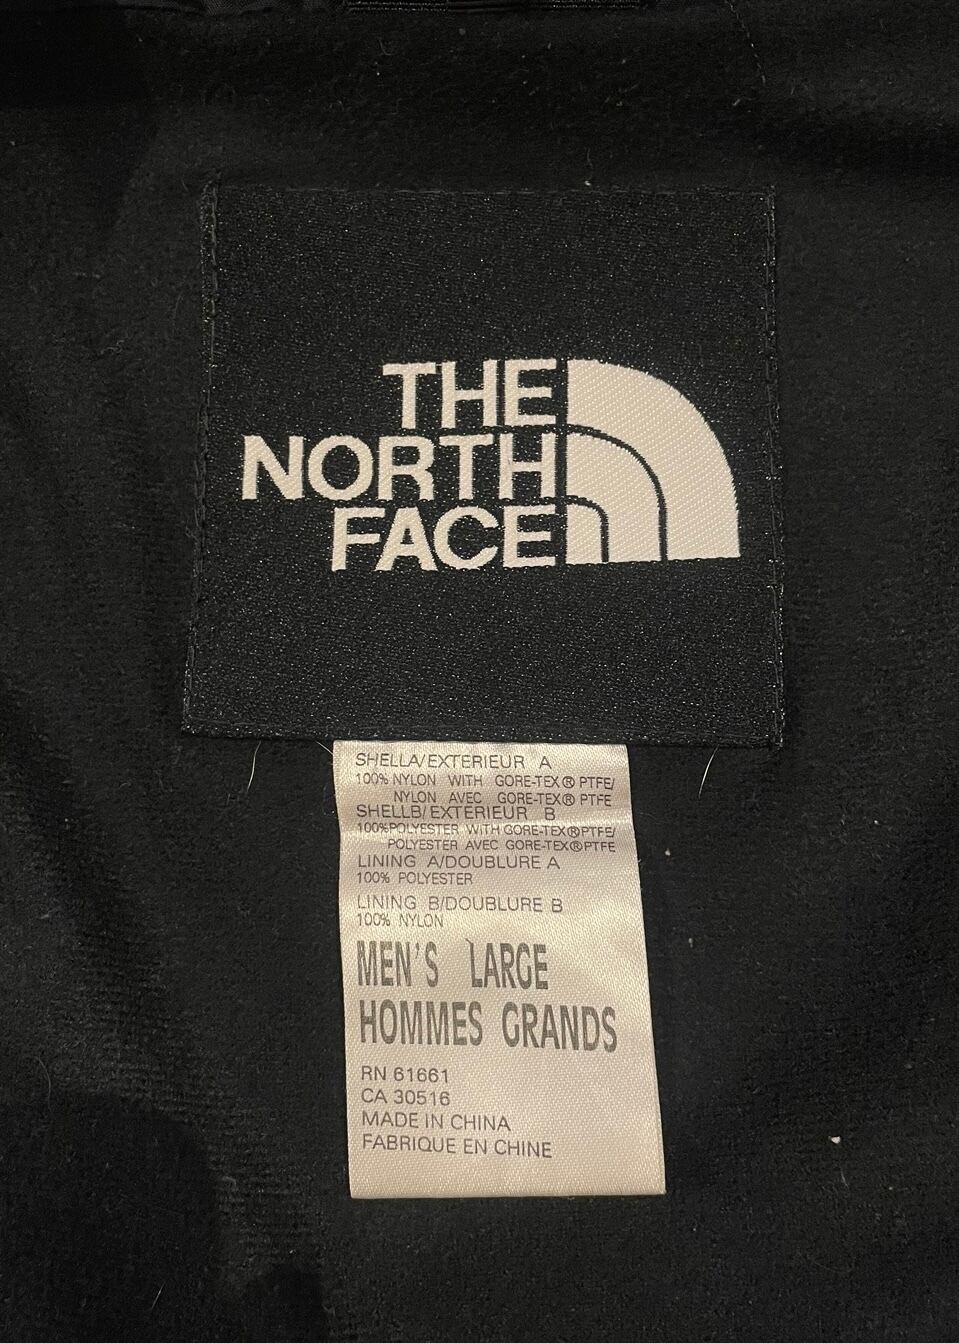 THE
NORTH
FACE
SHELLA/EXTERIEUR A
100% NYLON WITH GORE-TEX® PTFE/
NYLON AVEC GORE-TEX® PTFE
SHELLB/EXTERIEUR B
100%POLYESTER WITH GORE-TEX®PTFE/
POLYESTER AVEC GORE-TEX®PTFE
LINING A/DOUBLURE A
100% POLYESTER
LINING B/DOUBLURE B
100% NYLON
MEN'S LARGE
HOMMES GRANDS
RN 61661
CA 30516
MADE IN CHINA
FABRIQUE EN CHINE